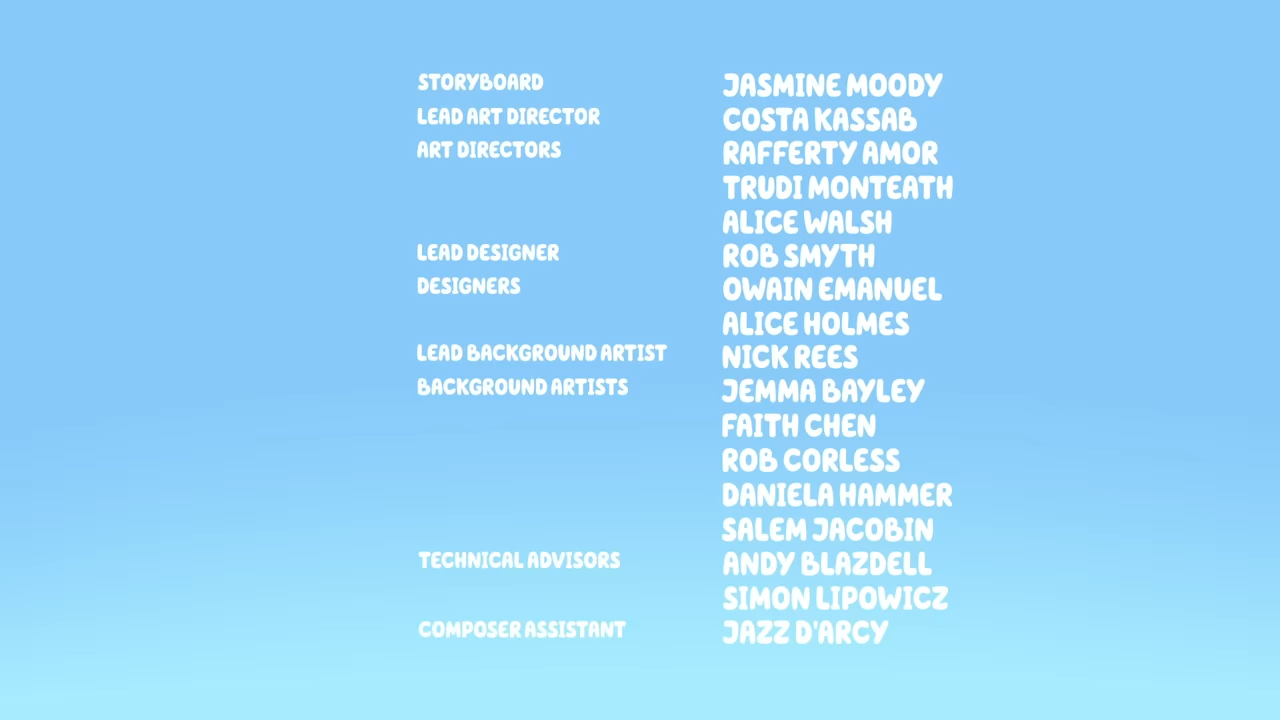 STORYBOARD JASMINE MOODY
LEAD ART DIRECTOR COSTA KASSAB
ART DIRECTORS RAFFERTY AMOR
TRUDI MONTEATH
ALICE WALSH
LEAD DESIGNER ROB SMYTH
DESIGNERS OWAIN EMANUEL
ALICE HOLMES
LEAD BACKGROUND ARTIST NICK REES
BACKGROUND ARTISTS JEMMA BAYLEY
FAITH CHEN
ROB CORLESS
DANIELA HAMMER
SALEM JACOBIN
TECHNICAL ADVISORS ANDY BLAZDELL
SIMON LIPOWICZ
COMPOSER ASSISTANT JAZZ D'ARCY